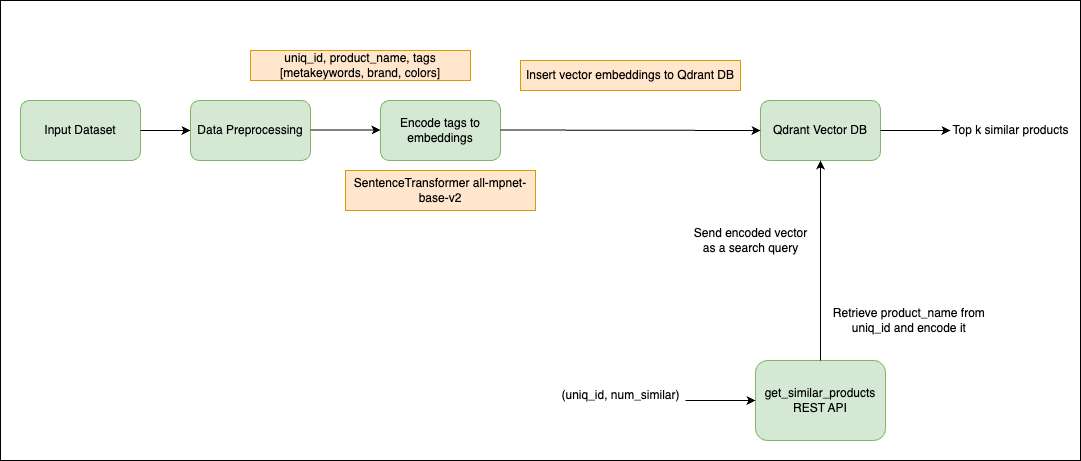 uniq_id, product_name, tags
[metakeywords, brand, colors]
Insert vector embeddings to Qdrant DB
Input Dataset
Data Preprocessing
Encode tags to
embeddings
Qdrant Vector DB
Top k similar products
SentenceTransformer all-mpnet-
base-v2
Send encoded vector
as a search query
Retrieve product_name from
uniq_id and encode it
(uniq_id, num_similar)
get_similar_products
REST API